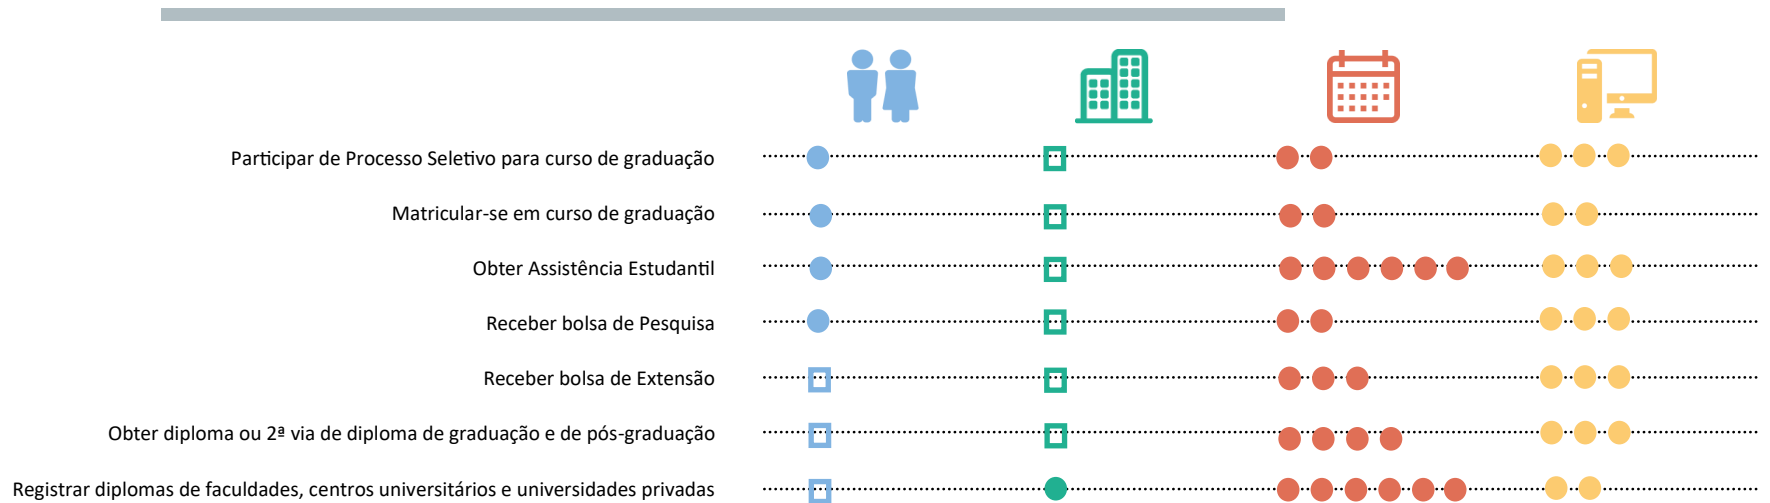 Participar de Processo Seletivo para curso de graduação
Matricular-se em curso de graduação
Obter Assistência Estudantil
Receber bolsa de Pesquisa
Receber bolsa de Extensão
Obter diploma ou 2ª via de diploma de graduação e de pós-graduação
Registrar diplomas de faculdades, centros universitários e universidades privadas